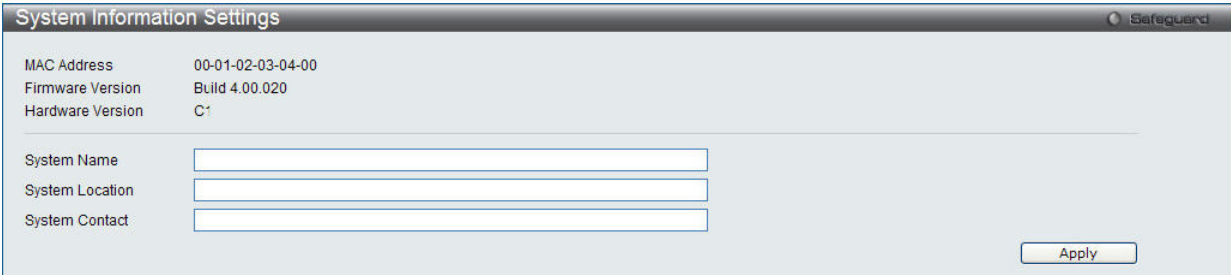 System Information Settings
Safeguard
MAC Address 00-01-02-03-04-00
Firmware Version Build 4.00.020
Hardware Version C1
System Name
System Location
System Contact
Apply